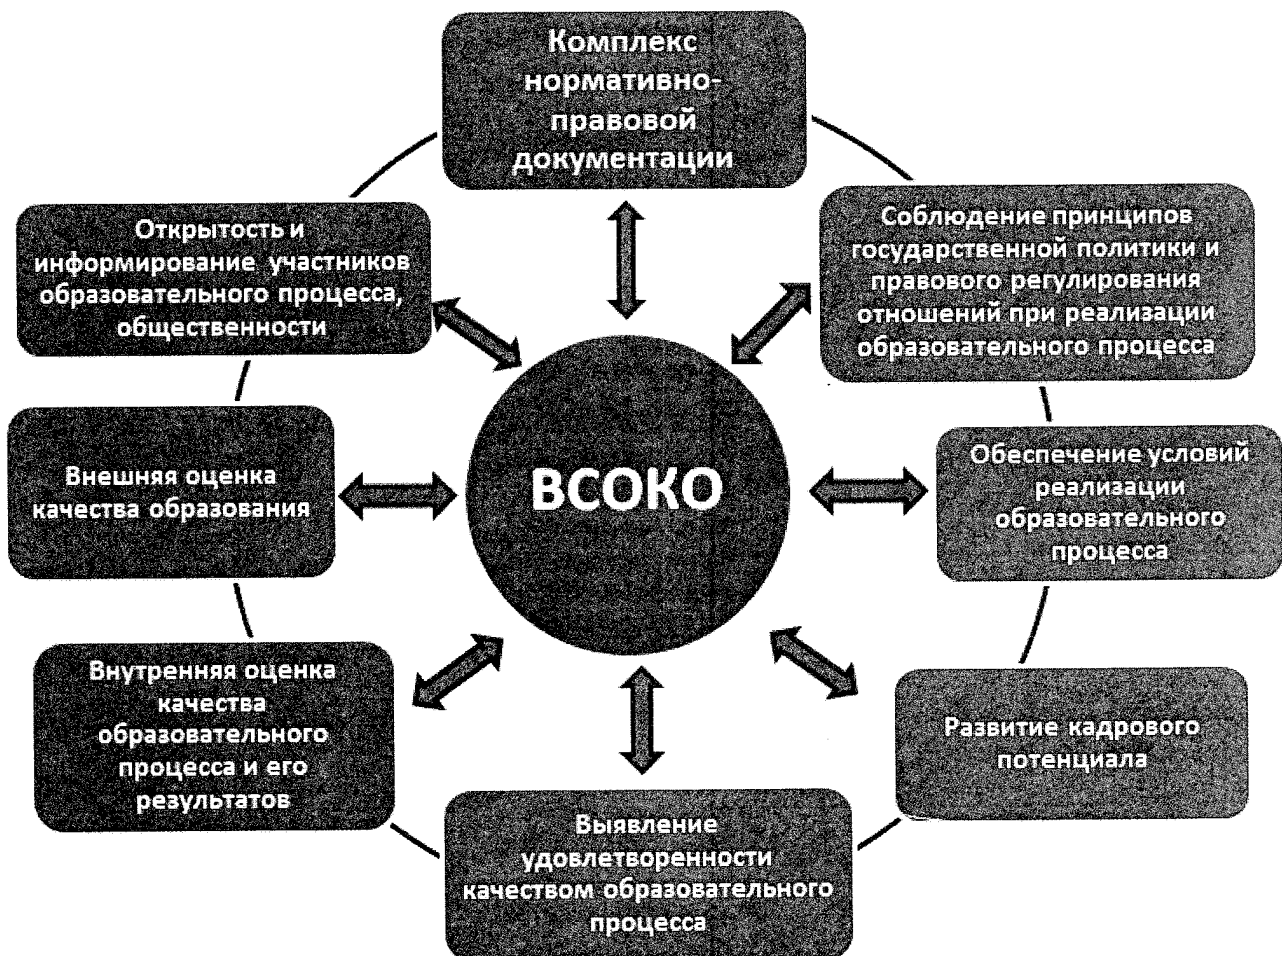 Комплекс
нормативно-
правовой
документации
Соблюдение принципов
государственной политики и
правового регулирования
отношений при реализации
образовательного процесса
Обеспечение условий
реализации
образовательного
процесса
Развитие кадрового
потенциала
Выявление
удовлетворенности
качеством образовательного
процесса
Внутренняя оценка
качества
образовательного
процесса и его
результатов
Внешняя оценка
качества образования
Открытость и
информирование участников
образовательного процесса,
общественности
ВСОКО